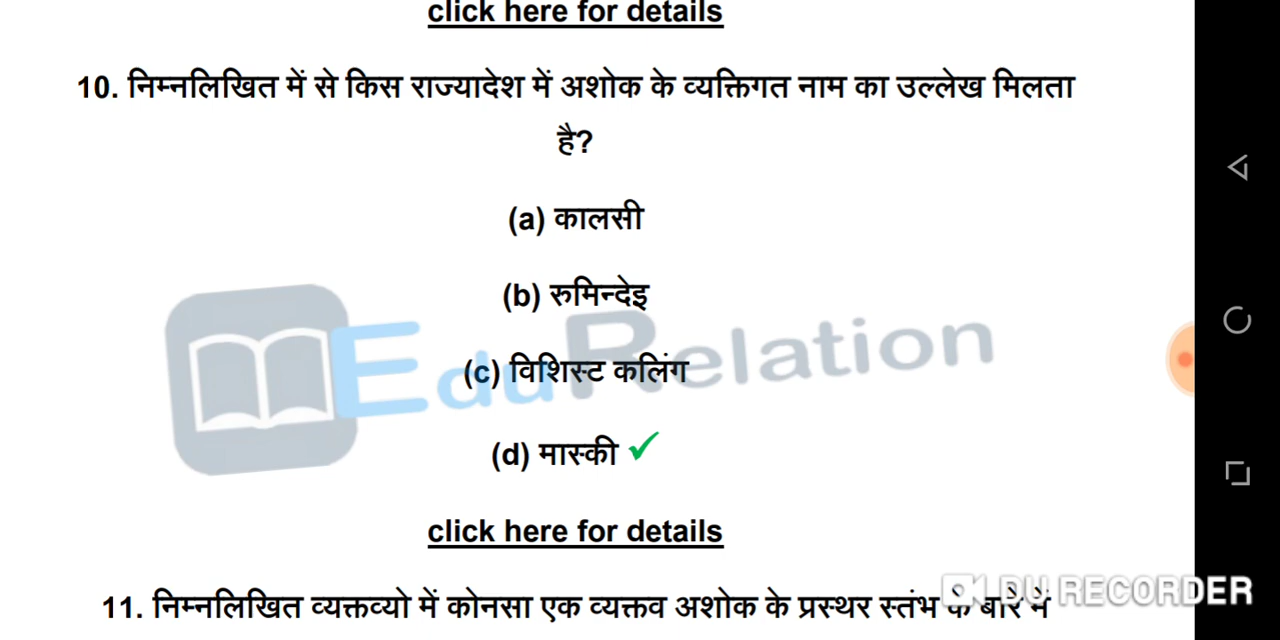 click here for details
10. निम्नलिखित में से किस राज्यादेश में अशोक के व्यक्तिगत नाम का उल्लेख मिलता
है?
(a) कालसी
(b) रुमिन्देइ
EduRelation
(c) विशिस्ट कलिंग
(d) मास्की ✓
click here for details
11. निम्नलिखित व्यक्तव्यो में कोनसा एक व्यक्तव अशोक के प्रस्थर स्तंभ के बारे में
DU RECORDER